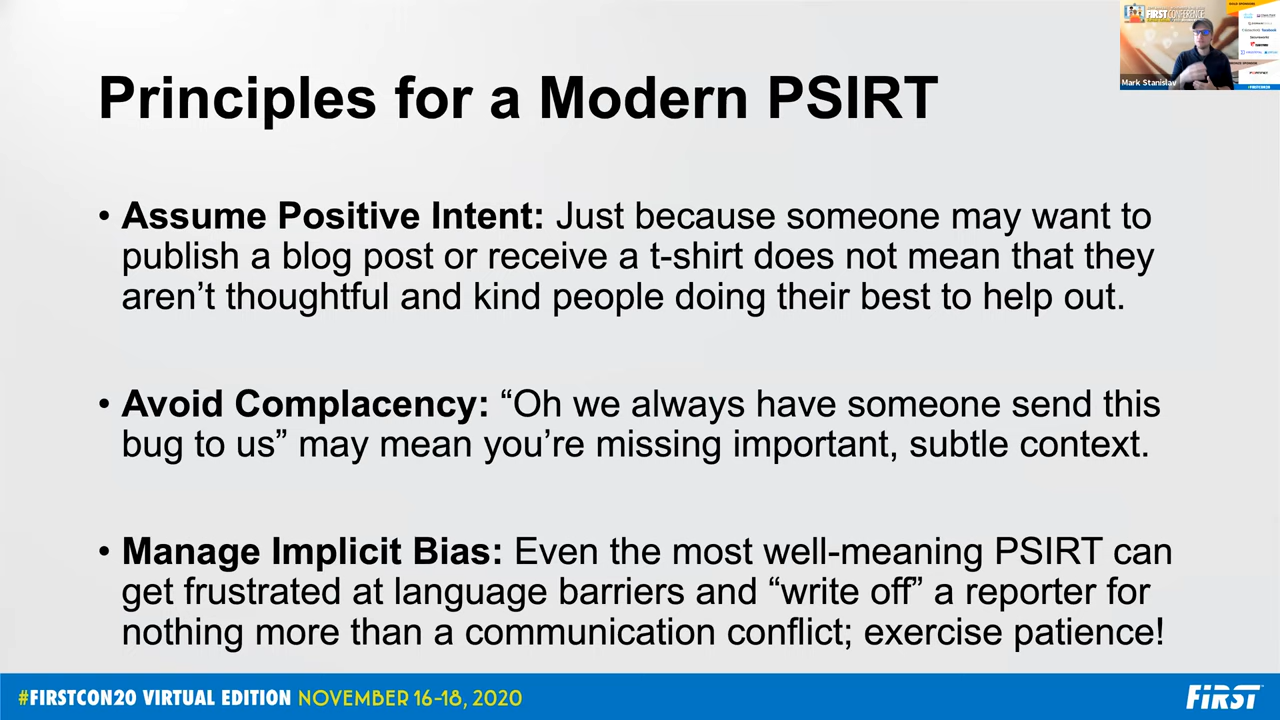 Principles for a Modern PSIRT
FIRSTCONFERENCE
Mark Stanislav
• Assume Positive Intent: Just because someone may want to
publish a blog post or receive a t-shirt does not mean that they
aren’t thoughtful and kind people doing their best to help out.
• Avoid Complacency: “Oh we always have someone send this
bug to us” may mean you’re missing important, subtle context.
• Manage Implicit Bias: Even the most well-meaning PSIRT can
get frustrated at language barriers and “write off” a reporter for
nothing more than a communication conflict; exercise patience!
#FIRSTCON20 VIRTUAL EDITION NOVEMBER 16-18, 2020
FIRST